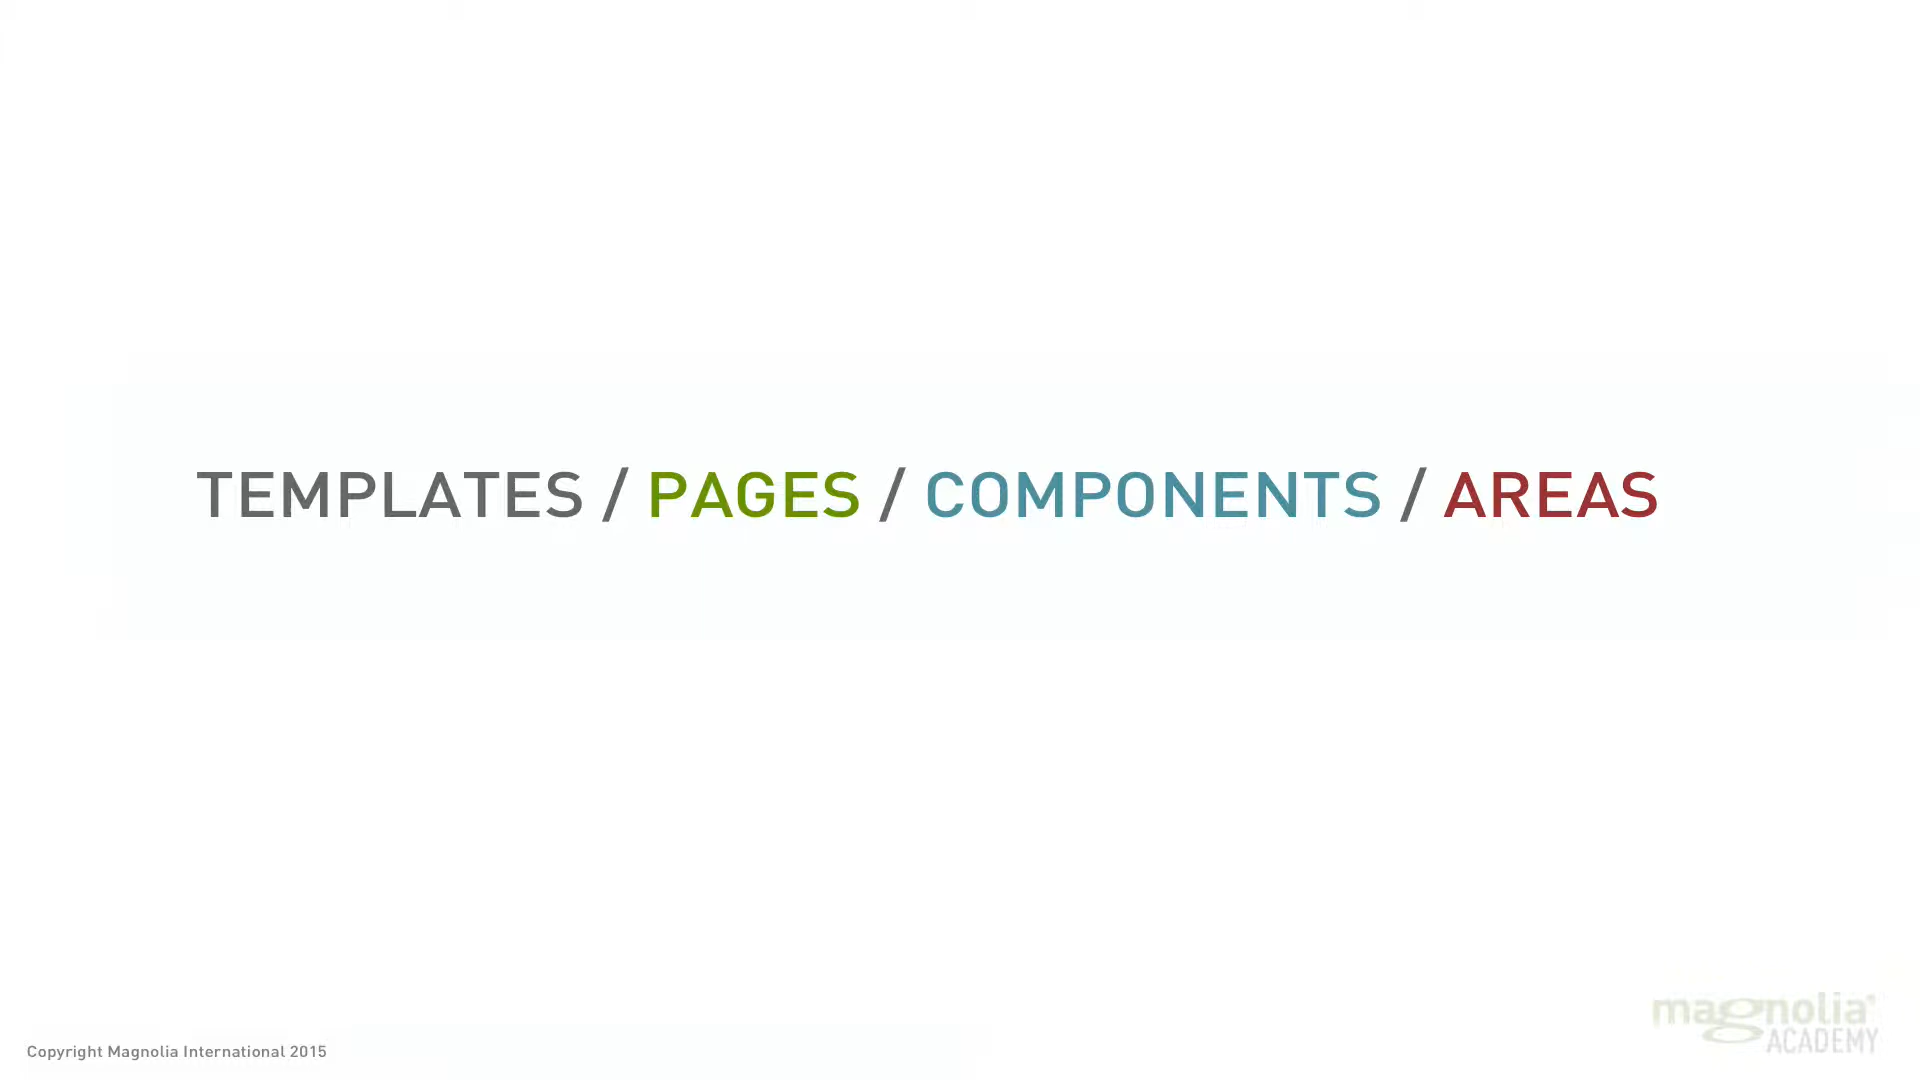 TEMPLATES / PAGES / COMPONENTS / AREAS
magnolia®
ACADEMY
Copyright Magnolia International 2015